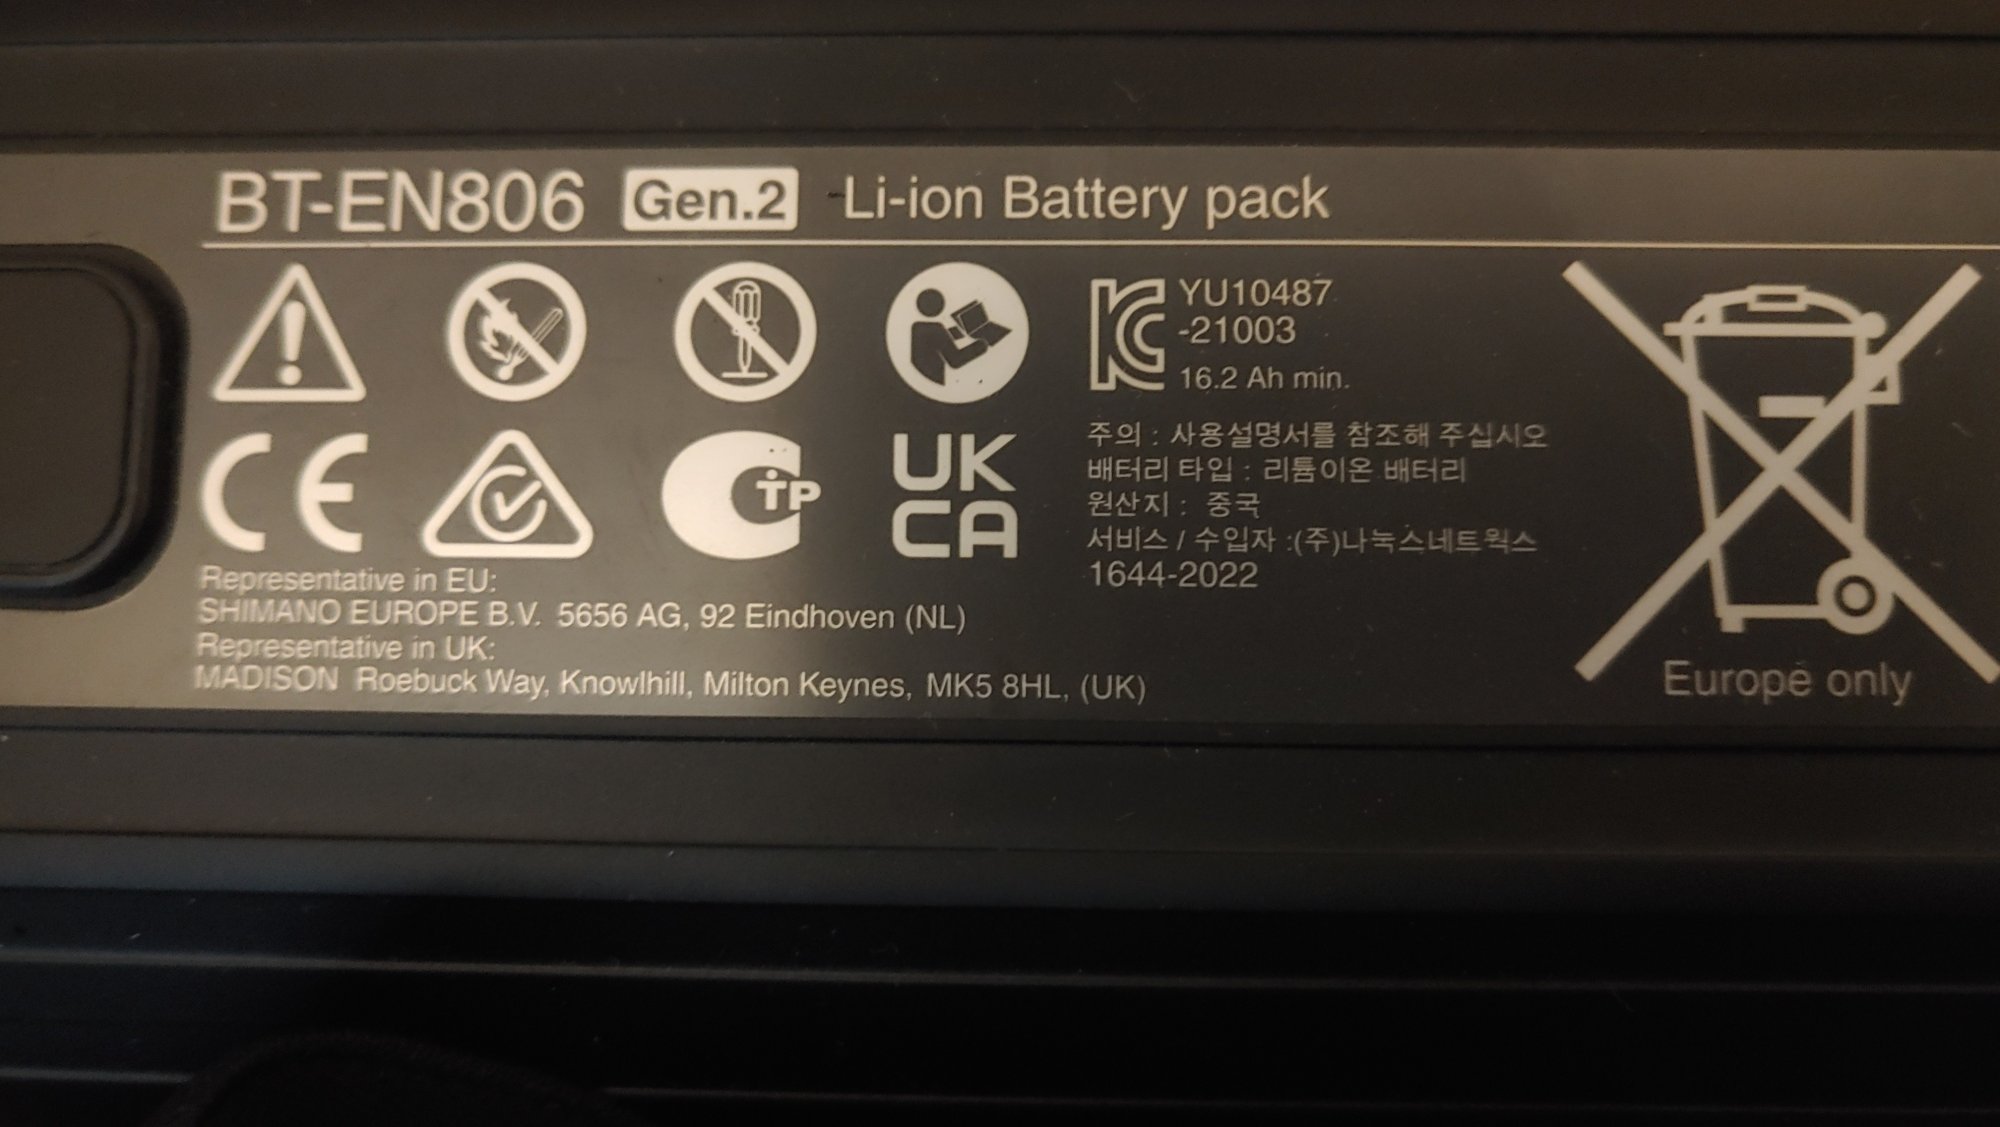 BT-EN806 Gen.2 Li-ion Battery pack
YU10487
-21003
16.2 Ah min.
CE
TP
UK
CA
주의 : 사용설명서를 참조해 주십시오
배터리 타입 : 리튬이온 배터리
원산지 : 중국
서비스 / 수입자 :(주)나눅스네트웍스
1644-2022
Representative in EU:
SHIMANO EUROPE B.V. 5656 AG, 92 Eindhoven (NL)
Representative in UK:
MADISON Roebuck Way, Knowlhill, Milton Keynes, MK5 8HL, (UK)
Europe only